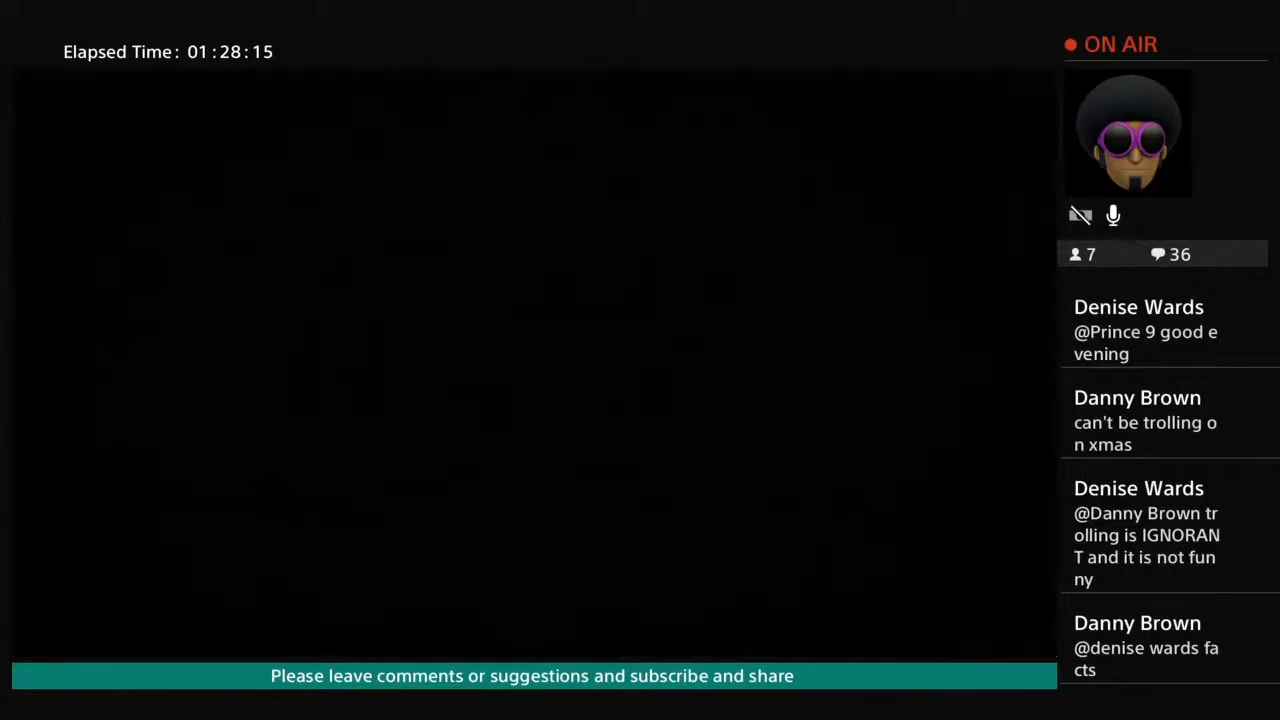 Elapsed Time: 01:28:15
ON AIR
7 36
Denise Wards
@Prince 9 good e
vening
Danny Brown
can't be trolling o
n xmas
Denise Wards
@Danny Brown tr
olling is IGNORAN
T and it is not fun
ny
Danny Brown
@denise wards fa
cts
Please leave comments or suggestions and subscribe and share